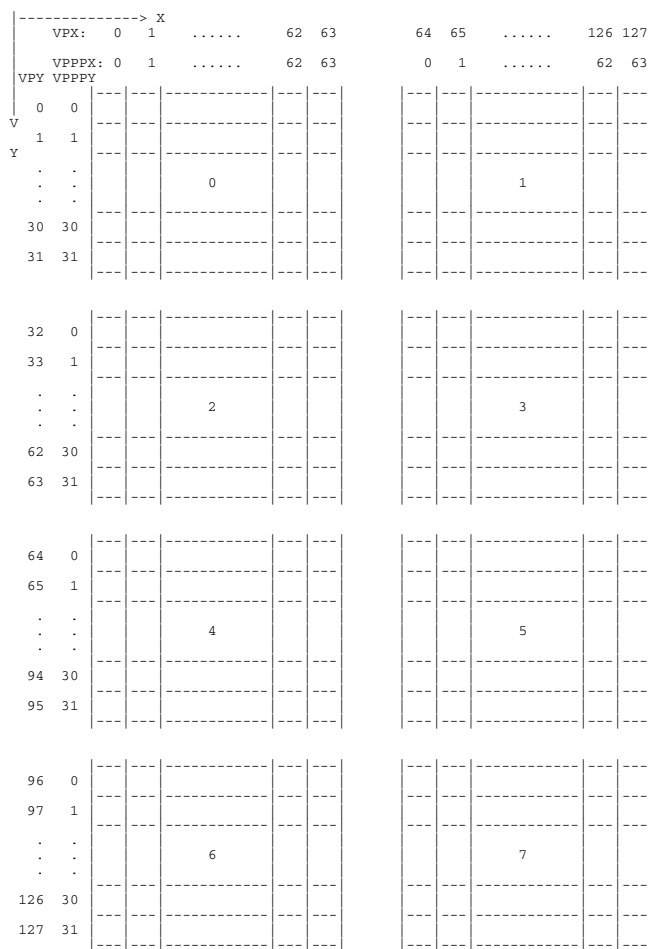 |--------------> X
| VPX: 0 1 ...... 62 63 64 65 ...... 126 127
| VPPPX: 0 1 ...... 62 63 0 1 ...... 62 63
|VPY VPPPY
| |---|---|-----------|---|---| |---|---|-----------|---|---
| 0 0 | | | | | | | | | | |
V |---|---|-----------|---|---| |---|---|-----------|---|---
1 1 | | | | | | | | | | |
Y |---|---|-----------|---|---| |---|---|-----------|---|---
. . | | | | | | | | | | |
. . | | | 0 | | | | | | 1 | |
. . | | | | | | | | | | |
|---|---|-----------|---|---| |---|---|-----------|---|---
30 30 | | | | | | | | | | |
|---|---|-----------|---|---| |---|---|-----------|---|---
31 31 | | | | | | | | | | |
|---|---|-----------|---|---| |---|---|-----------|---|---
|---|---|-----------|---|---| |---|---|-----------|---|---
32 0 | | | | | | | | | | |
|---|---|-----------|---|---| |---|---|-----------|---|---
33 1 | | | | | | | | | | |
|---|---|-----------|---|---| |---|---|-----------|---|---
. . | | | | | | | | | | |
. . | | | 2 | | | | | | 3 | |
. . | | | | | | | | | | |
|---|---|-----------|---|---| |---|---|-----------|---|---
62 30 | | | | | | | | | | |
|---|---|-----------|---|---| |---|---|-----------|---|---
63 31 | | | | | | | | | | |
|---|---|-----------|---|---| |---|---|-----------|---|---
|---|---|-----------|---|---| |---|---|-----------|---|---
64 0 | | | | | | | | | | |
|---|---|-----------|---|---| |---|---|-----------|---|---
65 1 | | | | | | | | | | |
|---|---|-----------|---|---| |---|---|-----------|---|---
. . | | | | | | | | | | |
. . | | | 4 | | | | | | 5 | |
. . | | | | | | | | | | |
|---|---|-----------|---|---| |---|---|-----------|---|---
94 30 | | | | | | | | | | |
|---|---|-----------|---|---| |---|---|-----------|---|---
95 31 | | | | | | | | | | |
|---|---|-----------|---|---| |---|---|-----------|---|---
|---|---|-----------|---|---| |---|---|-----------|---|---
96 0 | | | | | | | | | | |
|---|---|-----------|---|---| |---|---|-----------|---|---
97 1 | | | | | | | | | | |
|---|---|-----------|---|---| |---|---|-----------|---|---
. . | | | | | | | | | | |
. . | | | 6 | | | | | | 7 | |
. . | | | | | | | | | | |
|---|---|-----------|---|---| |---|---|-----------|---|---
126 30 | | | | | | | | | | |
|---|---|-----------|---|---| |---|---|-----------|---|---
127 31 | | | | | | | | | | |
|---|---|-----------|---|---| |---|---|-----------|---|---